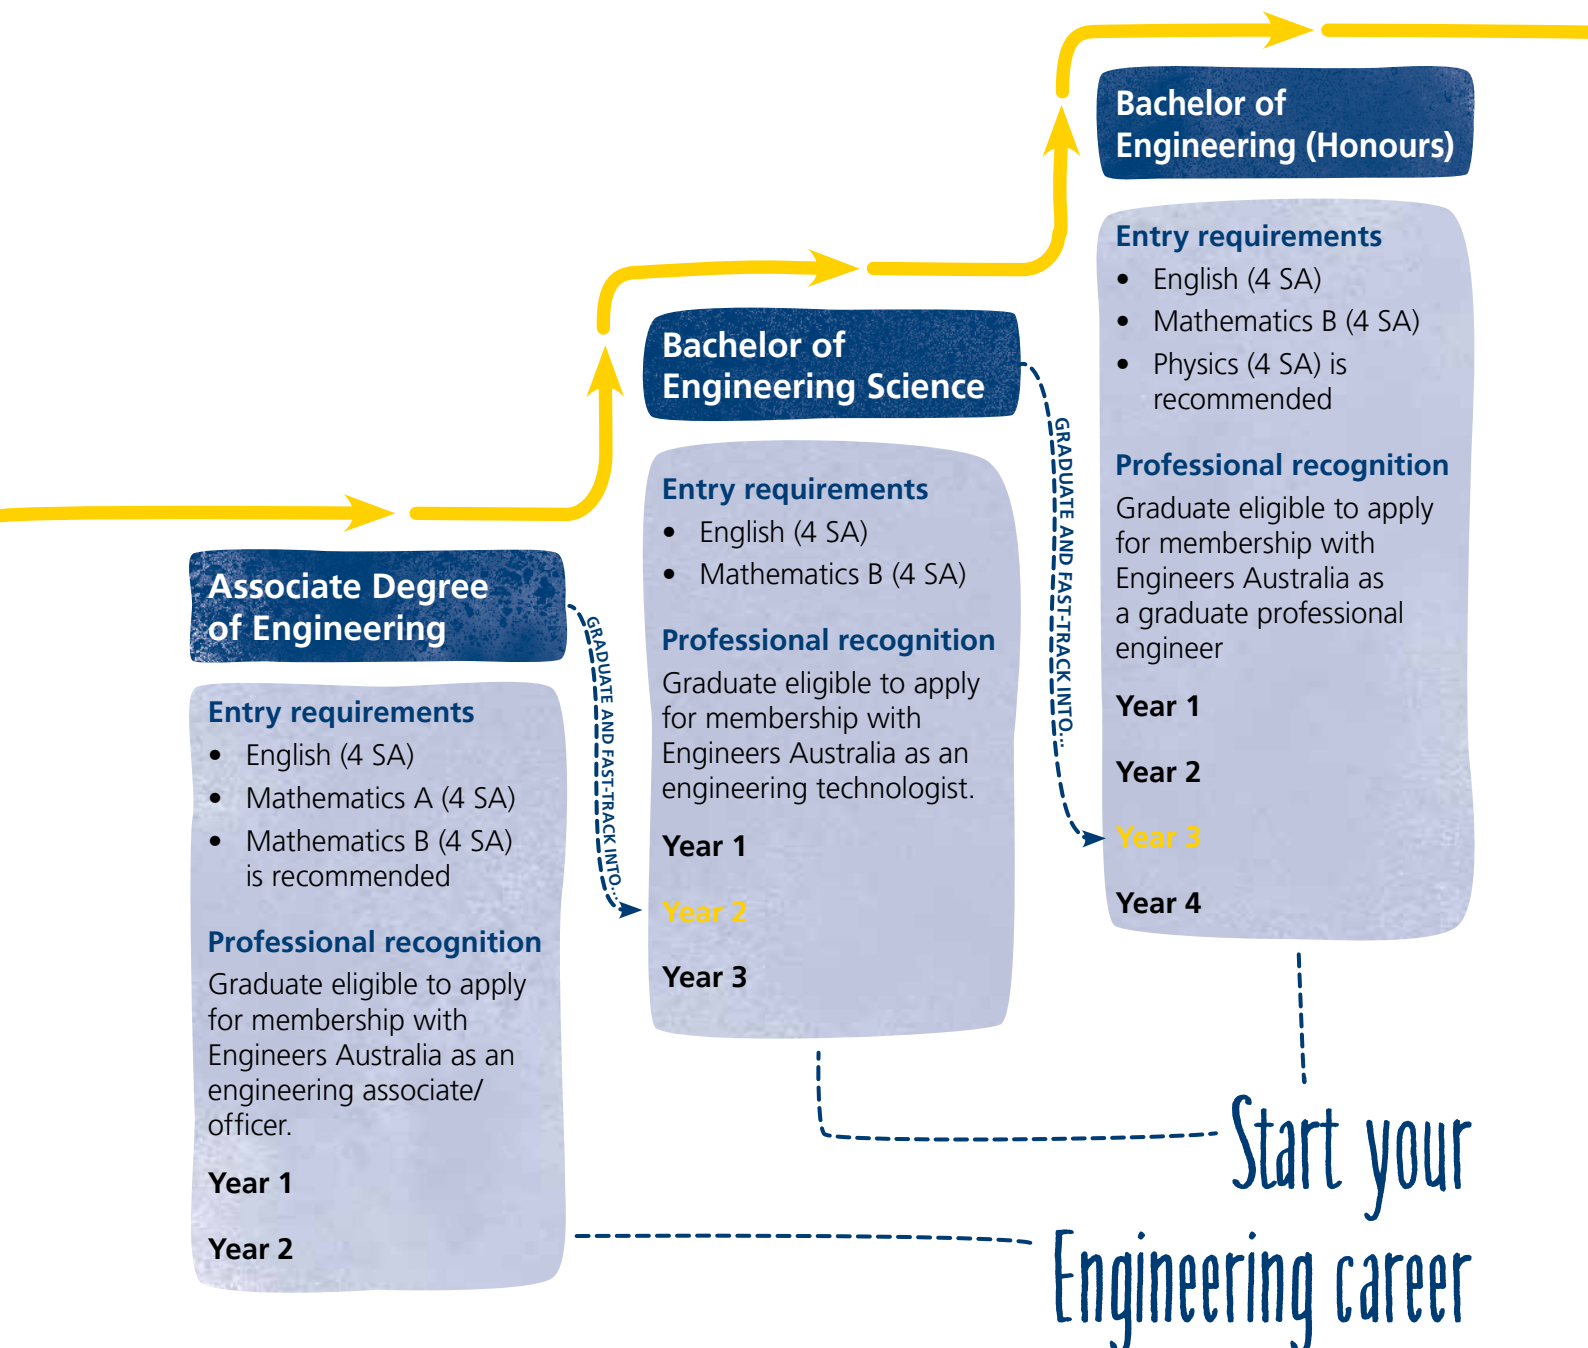 Associate Degree
of Engineering
Entry requirements
• English (4 SA)
• Mathematics A (4 SA)
• Mathematics B (4 SA)
is recommended
Professional recognition
Graduate eligible to apply
for membership with
Engineers Australia as an
engineering associate/
officer.
Year 1
Year 2
GRADUATE AND FAST-TRACK INTO...
Bachelor of
Engineering Science
Entry requirements
• English (4 SA)
• Mathematics B (4 SA)
Professional recognition
Graduate eligible to apply
for membership with
Engineers Australia as an
engineering technologist.
Year 1
Year 2
Year 3
GRADUATE AND FAST-TRACK INTO...
Bachelor of
Engineering (Honours)
Entry requirements
• English (4 SA)
• Mathematics B (4 SA)
• Physics (4 SA) is
recommended
Professional recognition
Graduate eligible to apply
for membership with
Engineers Australia as
a graduate professional
engineer
Year 1
Year 2
Year 3
Year 4
Start your
Engineering career